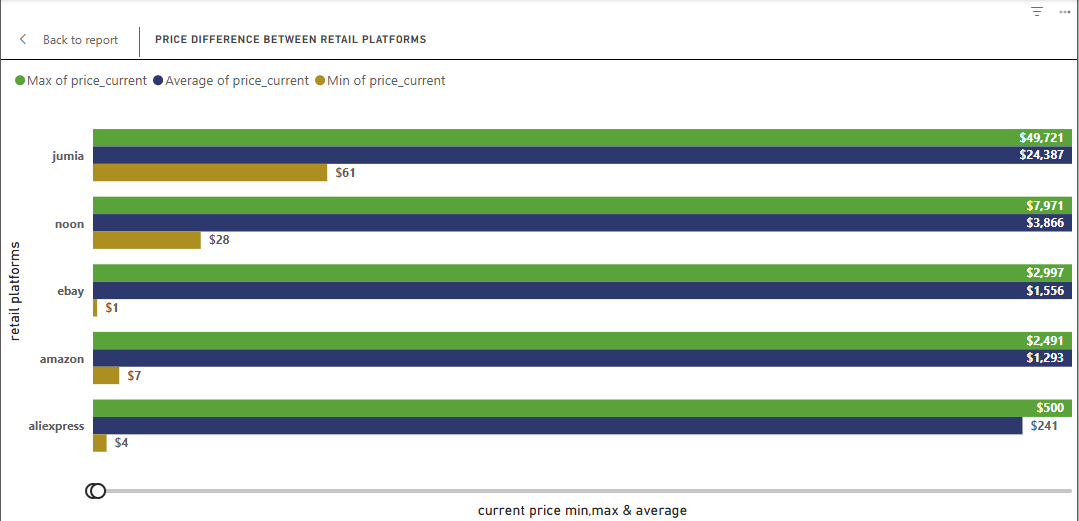 Back to report
PRICE DIFFERENCE BETWEEN RETAIL PLATFORMS
Max of price_current Average of price_current Min of price_current
retail platforms
jumia
$49,721
$24,387
$61
noon
$7,971
$3,866
$28
ebay
$2,997
$1,556
$1
amazon
$2,491
$1,293
$7
aliexpress
$500
$241
$4
current price min,max & average